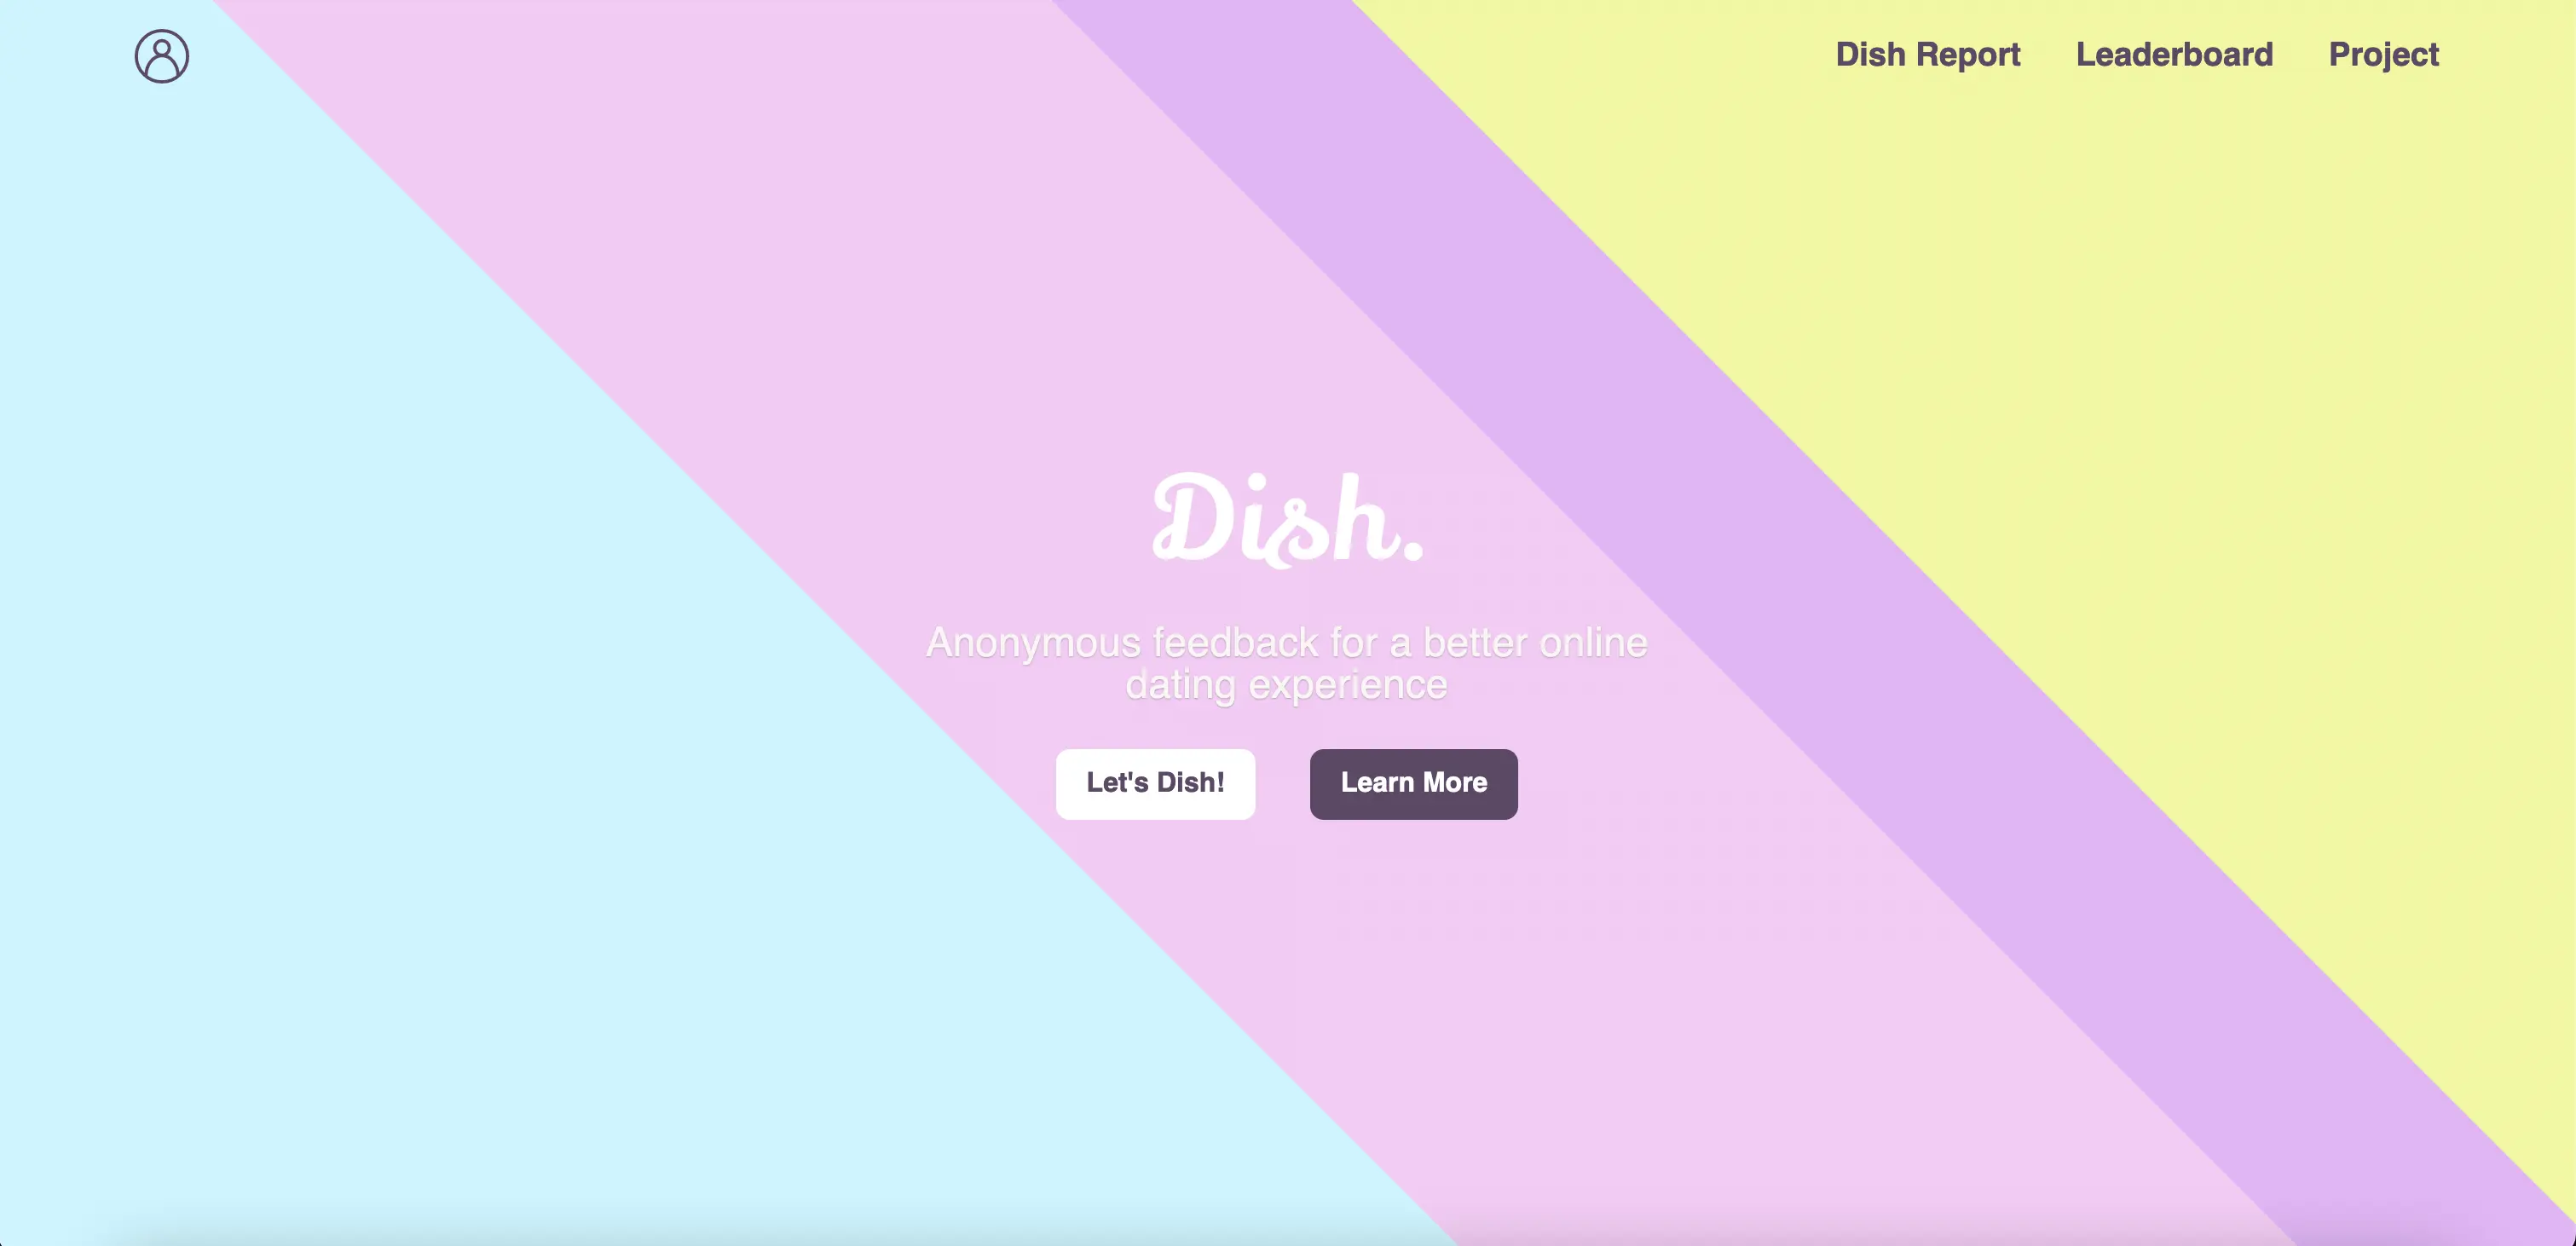 Dish Report Leaderboard Project
Dish.
Anonymous feedback for a better online
dating experience
Let's Dish! Learn More